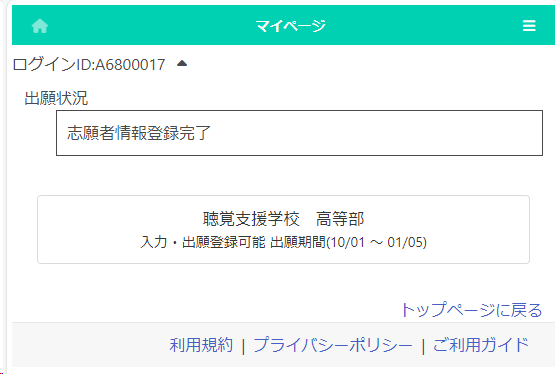 マイページ
ログインID:A6800017
出願状況
志願者情報登録完了
聴覚支援学校　高等部
入力・出願登録可能 出願期間(10/01 ～ 01/05)
トップページに戻る
利用規約 | プライバシーポリシー | ご利用ガイド